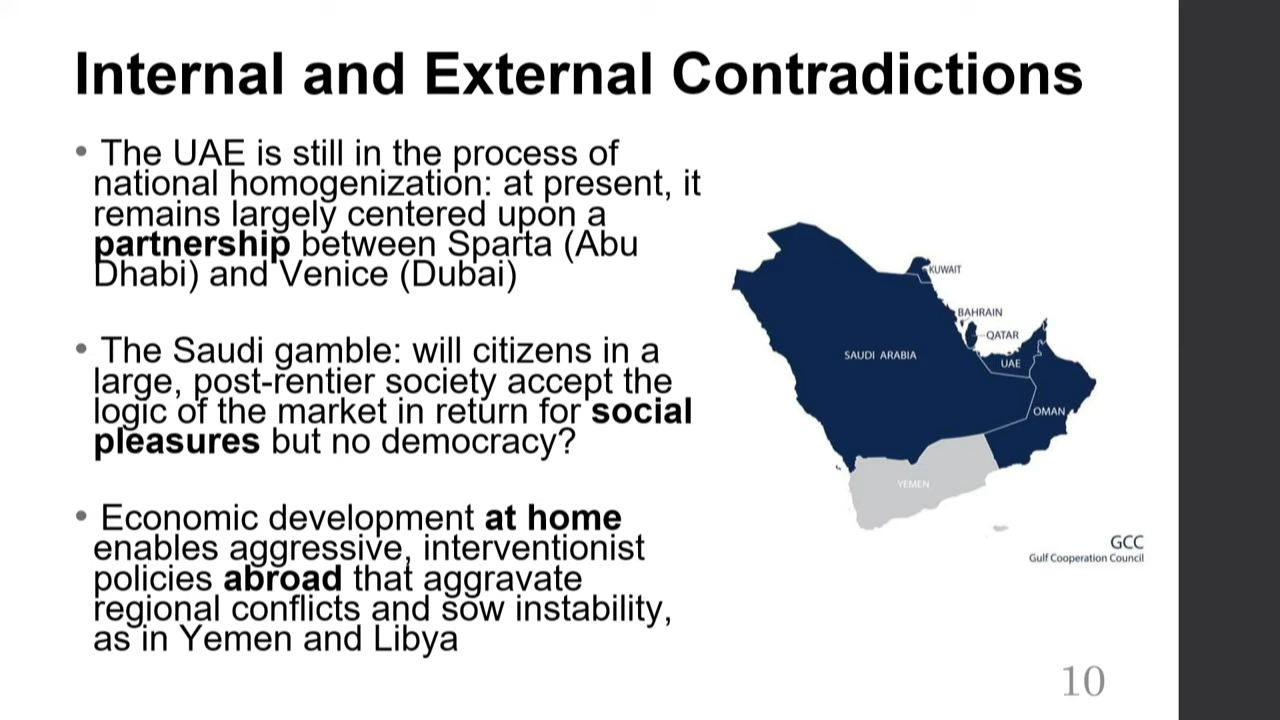 Internal and External Contradictions
• The UAE is still in the process of
national homogenization: at present, it
remains largely centered upon a
partnership between Sparta (Abu
Dhabi) and Venice (Dubai)
• The Saudi gamble: will citizens in a
large, post-rentier society accept the
logic of the market in return for social
pleasures but no democracy?
• Economic development at home
enables aggressive, interventionist
policies abroad that aggravate
regional conflicts and sow instability,
as in Yemen and Libya
KUWAIT
BAHRAIN
QATAR
SAUDI ARABIA
UAE
OMAN
YEMEN
GCC
Gulf Cooperation Council
10